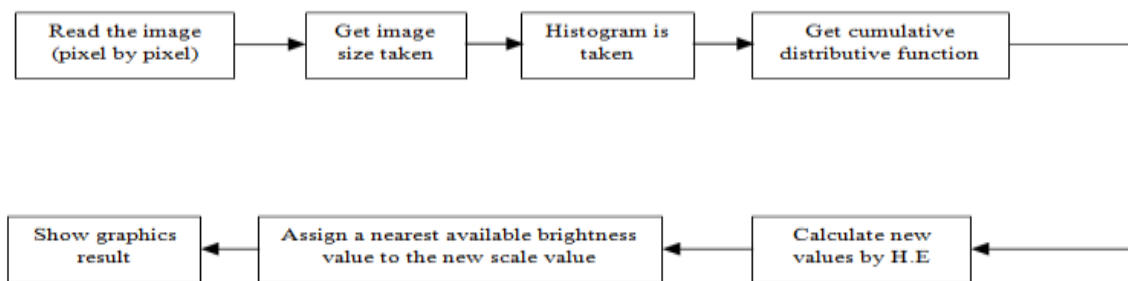 Read the image
(pixel by pixel)
Get image
size taken
Histogram is
taken
Get cumulative
distributive function
Calculate new
values by H.E
Assign a nearest available brightness
value to the new scale value
Show graphics
result